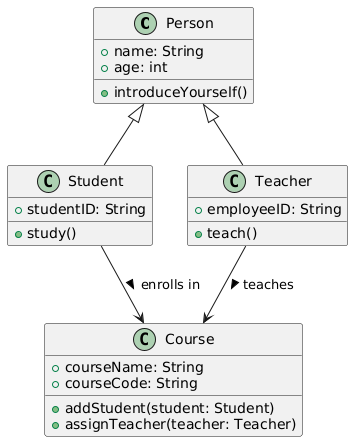 C Person
+ name: String
+ age: int
+ introduceYourself()
C Student
C Teacher
studentID: String
employeeID: String
study()
teach()
enrolls in
teaches
C Course
courseName: String
courseCode: String
addStudent(student: Student)
assignTeacher(teacher: Teacher)